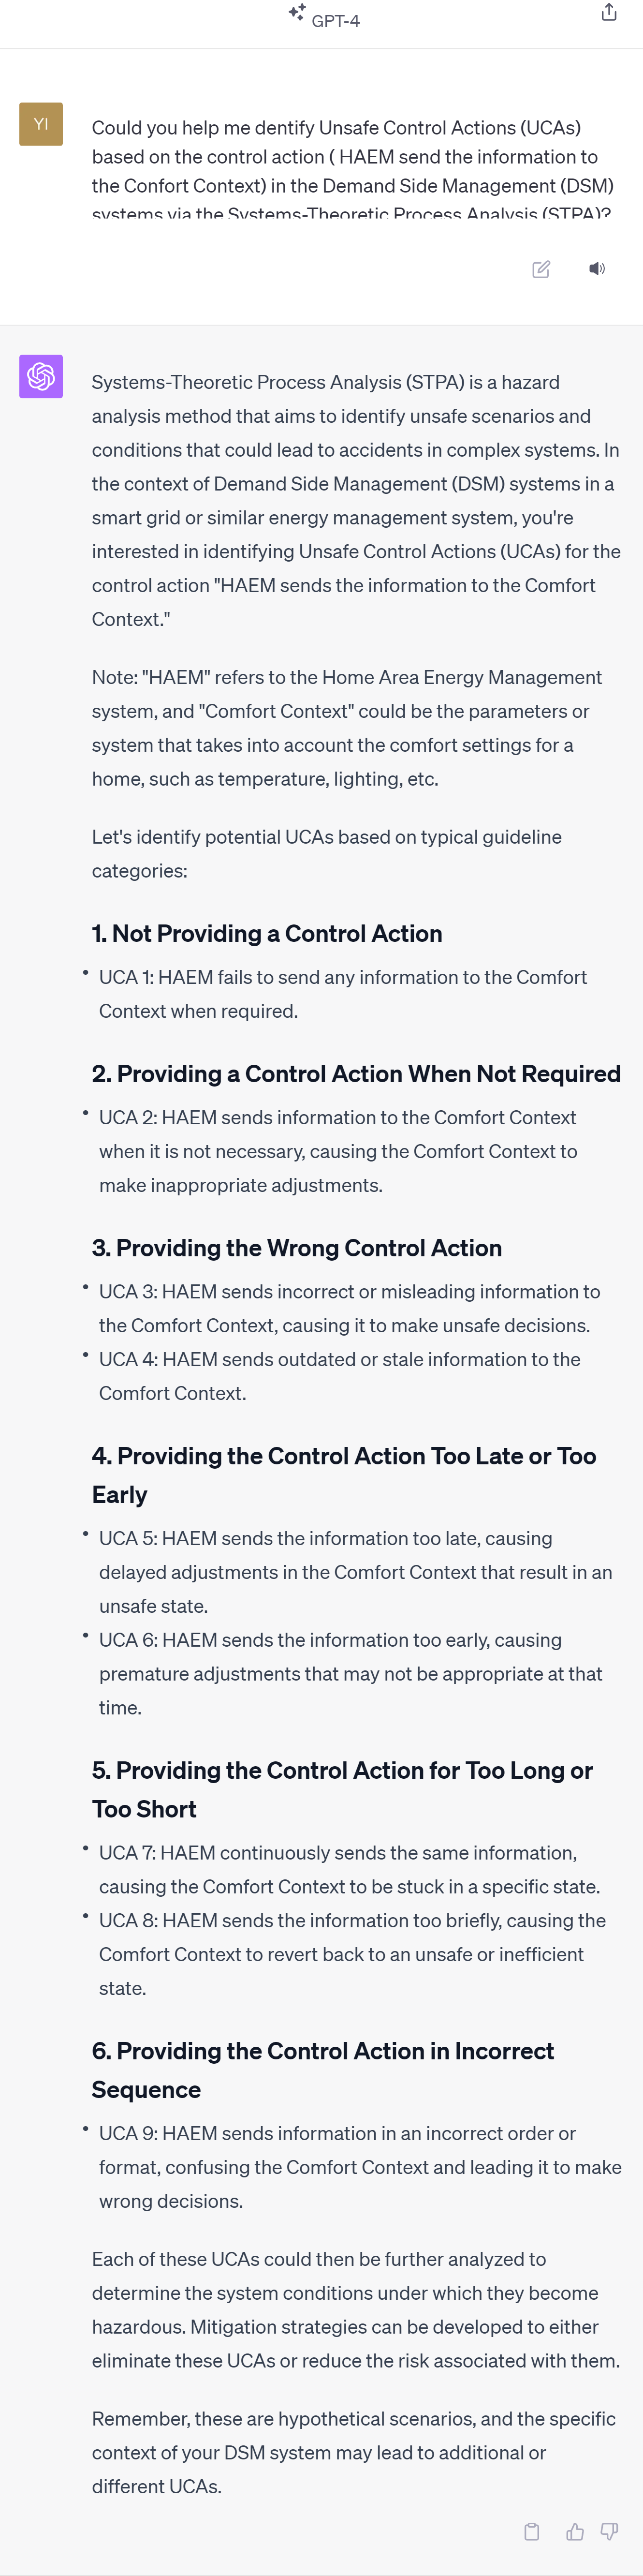 GPT-4
YI
Could you help me dentify Unsafe Control Actions (UCAs)
based on the control action ( HAEM send the information to
the Confort Context) in the Demand Side Management (DSM)
systems via the Systems-Theoretic Process Analysis (STPA)?
Systems-Theoretic Process Analysis (STPA) is a hazard
analysis method that aims to identify unsafe scenarios and
conditions that could lead to accidents in complex systems. In
the context of Demand Side Management (DSM) systems in a
smart grid or similar energy management system, you're
interested in identifying Unsafe Control Actions (UCAs) for the
control action "HAEM sends the information to the Comfort
Context."
Note: "HAEM" refers to the Home Area Energy Management
system, and "Comfort Context" could be the parameters or
system that takes into account the comfort settings for a
home, such as temperature, lighting, etc.
Let's identify potential UCAs based on typical guideline
categories:
1. Not Providing a Control Action
• UCA 1: HAEM fails to send any information to the Comfort
Context when required.
2. Providing a Control Action When Not Required
• UCA 2: HAEM sends information to the Comfort Context
when it is not necessary, causing the Comfort Context to
make inappropriate adjustments.
3. Providing the Wrong Control Action
• UCA 3: HAEM sends incorrect or misleading information to
the Comfort Context, causing it to make unsafe decisions.
• UCA 4: HAEM sends outdated or stale information to the
Comfort Context.
4. Providing the Control Action Too Late or Too
Early
• UCA 5: HAEM sends the information too late, causing
delayed adjustments in the Comfort Context that result in an
unsafe state.
• UCA 6: HAEM sends the information too early, causing
premature adjustments that may not be appropriate at that
time.
5. Providing the Control Action for Too Long or
Too Short
• UCA 7: HAEM continuously sends the same information,
causing the Comfort Context to be stuck in a specific state.
• UCA 8: HAEM sends the information too briefly, causing the
Comfort Context to revert back to an unsafe or inefficient
state.
6. Providing the Control Action in Incorrect
Sequence
• UCA 9: HAEM sends information in an incorrect order or
format, confusing the Comfort Context and leading it to make
wrong decisions.
Each of these UCAs could then be further analyzed to
determine the system conditions under which they become
hazardous. Mitigation strategies can be developed to either
eliminate these UCAs or reduce the risk associated with them.
Remember, these are hypothetical scenarios, and the specific
context of your DSM system may lead to additional or
different UCAs.